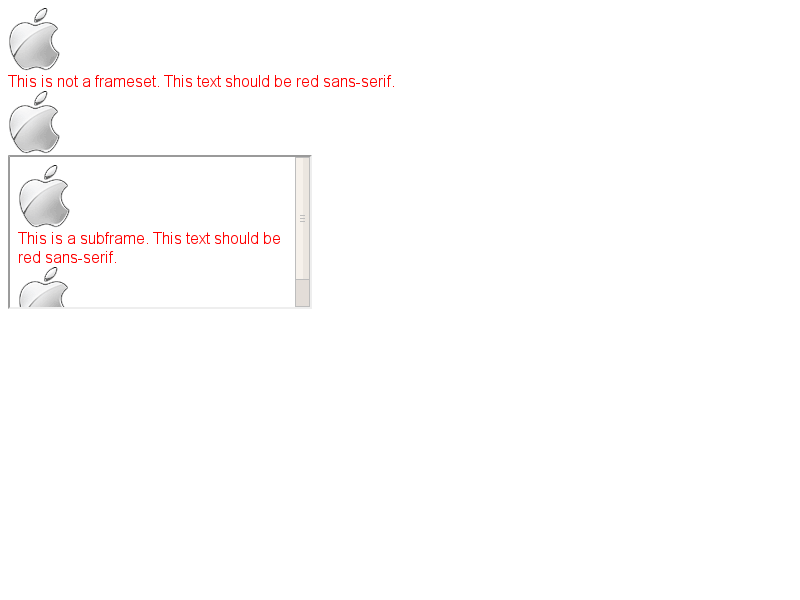 This is not a frameset. This text should be red sans-serif.
This is a subframe. This text should be
red sans-serif.